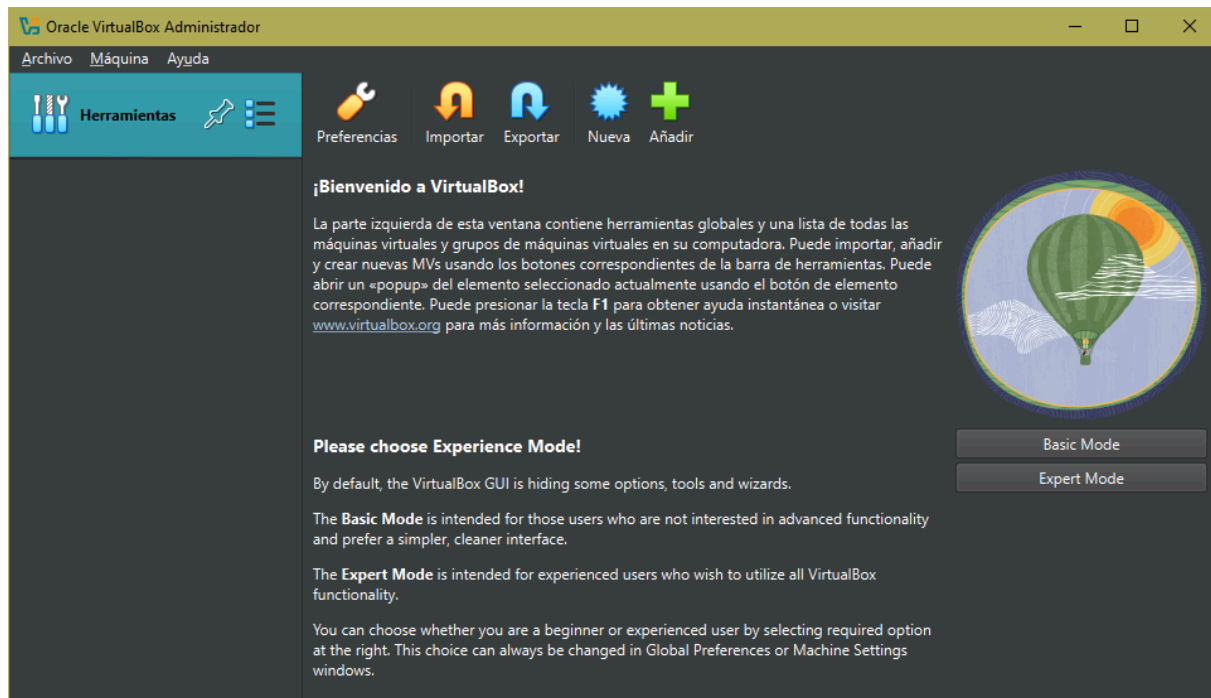 Oracle VirtualBox Administrador
Archivo Máquina Ayuda
Herramientas
Preferencias Importar Exportar Nueva Añadir
¡Bienvenido a VirtualBox!
La parte izquierda de esta ventana contiene herramientas globales y una lista de todas las
máquinas virtuales y grupos de máquinas virtuales en su computadora. Puede importar, añadir
y crear nuevas MVs usando los botones correspondientes de la barra de herramientas. Puede
abrir un «popup» del elemento seleccionado actualmente usando el botón de elemento
correspondiente. Puede presionar la tecla F1 para obtener ayuda instantánea o visitar
www.virtualbox.org para más información y las últimas noticias.
Please choose Experience Mode!
By default, the VirtualBox GUI is hiding some options, tools and wizards.
The Basic Mode is intended for those users who are not interested in advanced functionality
and prefer a simpler, cleaner interface.
The Expert Mode is intended for experienced users who wish to utilize all VirtualBox
functionality.
You can choose whether you are a beginner or experienced user by selecting required option
at the right. This choice can always be changed in Global Preferences or Machine Settings
windows.
Basic Mode
Expert Mode